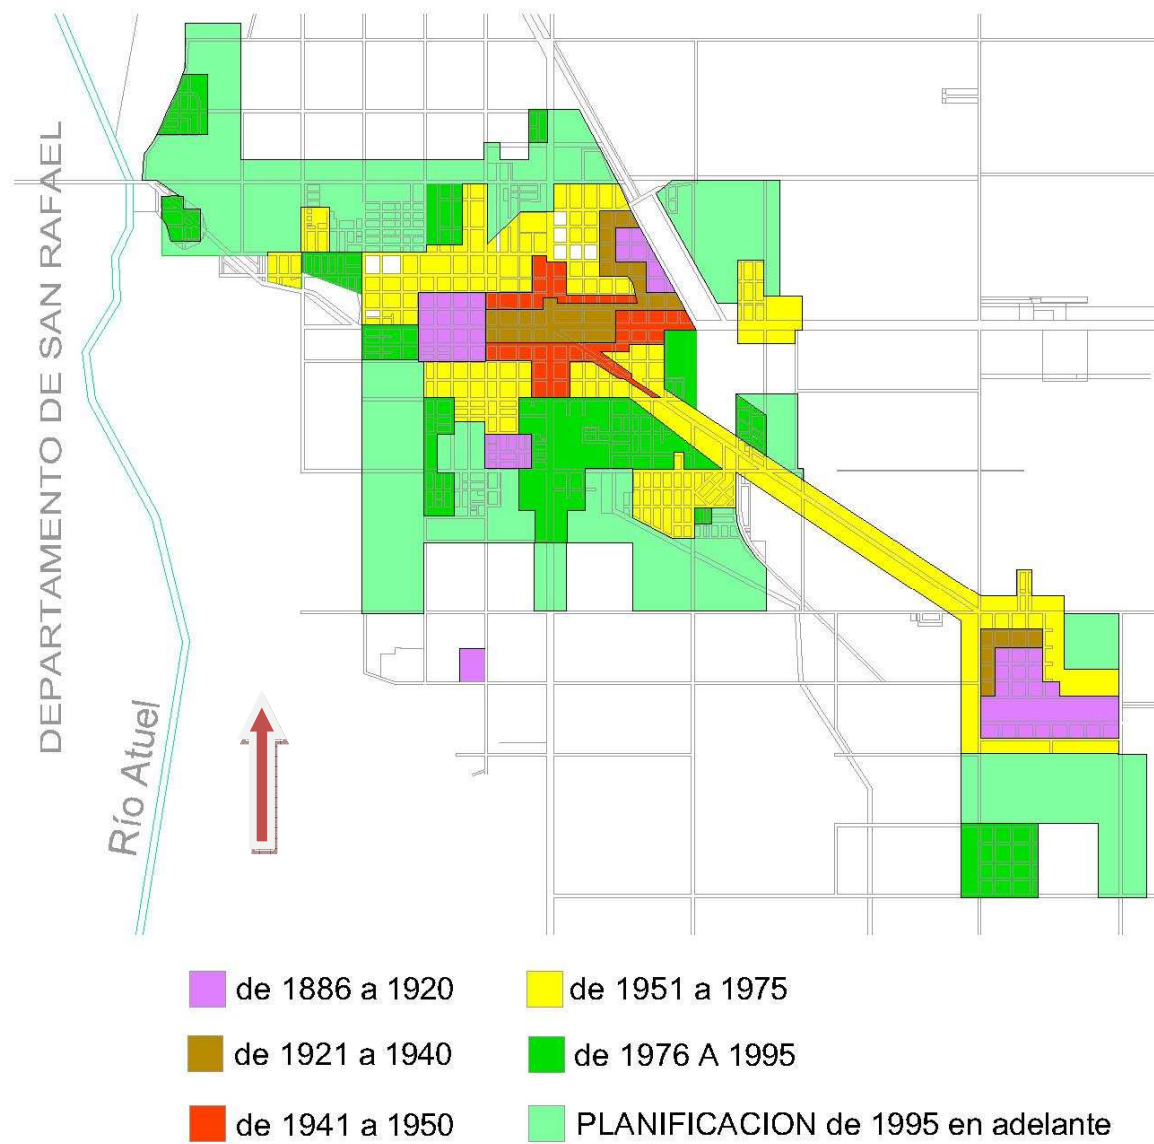 DEPARTAMENTO DE SAN RAFAEL
Río Atuel
de 1886 a 1920
de 1951 a 1975
de 1921 a 1940
de 1976 A 1995
de 1941 a 1950
PLANIFICACION de 1995 en adelante